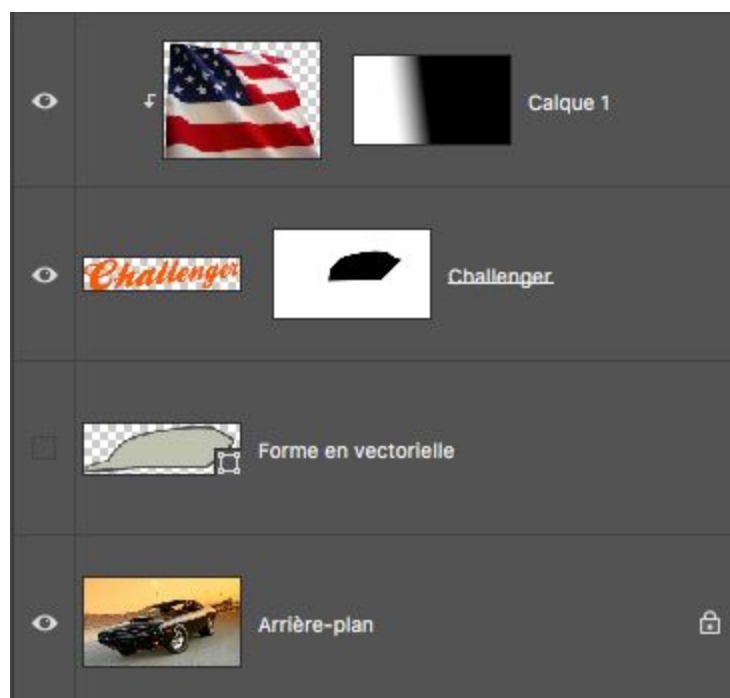 Calque 1
Challenger
Challenger
Forme en vectorielle
Arrière-plan